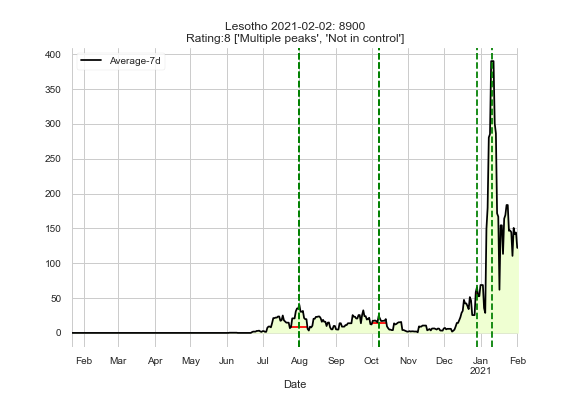 Lesotho 2021-02-02: 8900
Rating:8 ['Multiple peaks', 'Not in control']
400
Average-7d
350
300
250
200
150
100
50
0
Feb Mar Apr May Jun Jul Aug Sep Oct Nov Dec Jan Feb
2021
Date